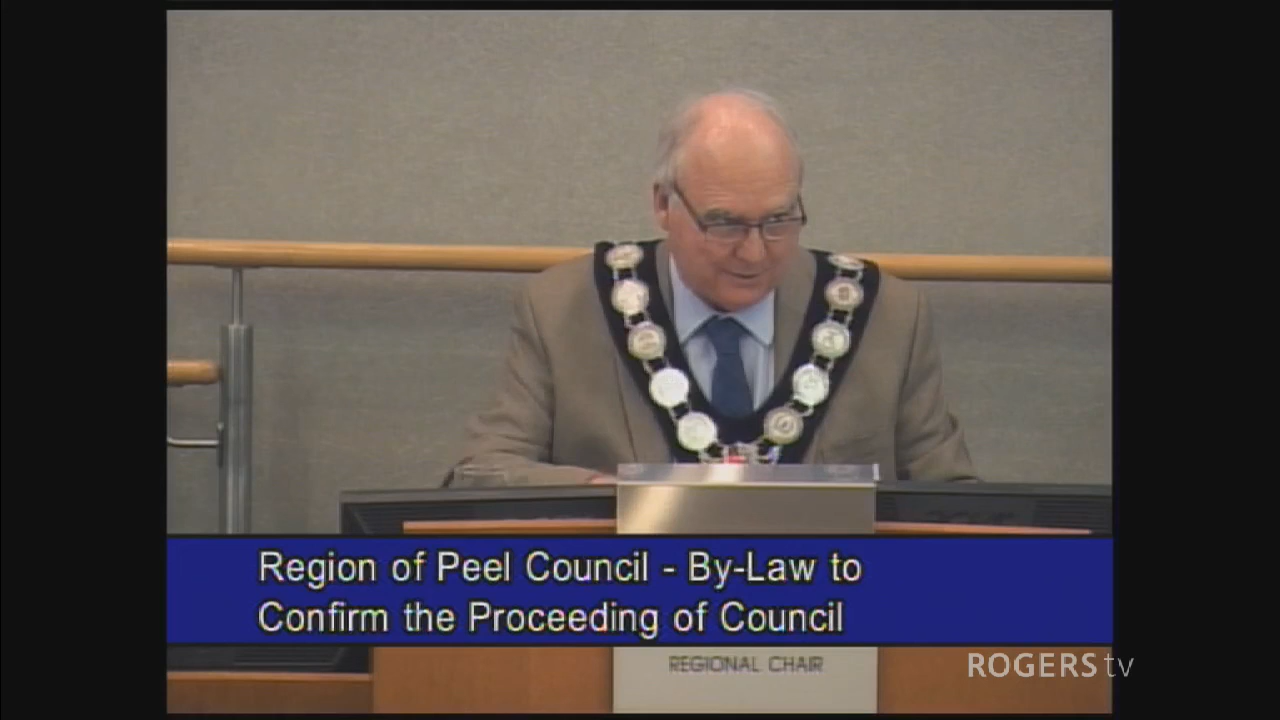 Region of Peel Council - By-Law to
Confirm the Proceeding of Council
REGIONAL CHAIR
ROGERS tv